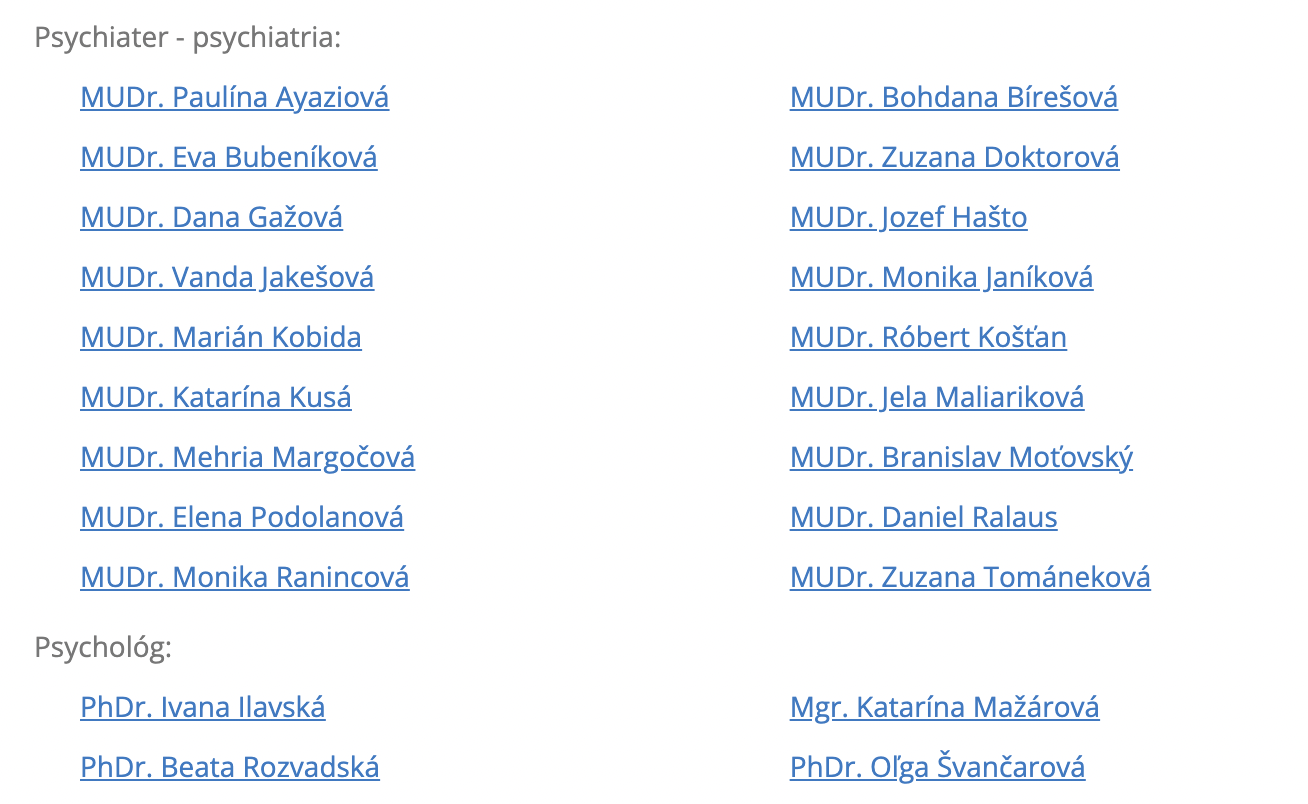 Psychiater - psychiatria:
MUDr. Paulína Ayaziová
MUDr. Bohdana Bírešová
MUDr. Eva Bubeníková
MUDr. Zuzana Doktorová
MUDr. Dana Gažová
MUDr. Jozef Hašto
MUDr. Vanda Jakešová
MUDr. Monika Janíková
MUDr. Marián Kobida
MUDr. Róbert Košťan
MUDr. Katarína Kusá
MUDr. Jela Maliariková
MUDr. Mehria Margočová
MUDr. Branislav Moťovský
MUDr. Elena Podolanová
MUDr. Daniel Ralaus
MUDr. Monika Ranincová
MUDr. Zuzana Tománeková
Psychológ:
PhDr. Ivana Ilavská
Mgr. Katarína Mažárová
PhDr. Beata Rozvadská
PhDr. Oľga Švančarová